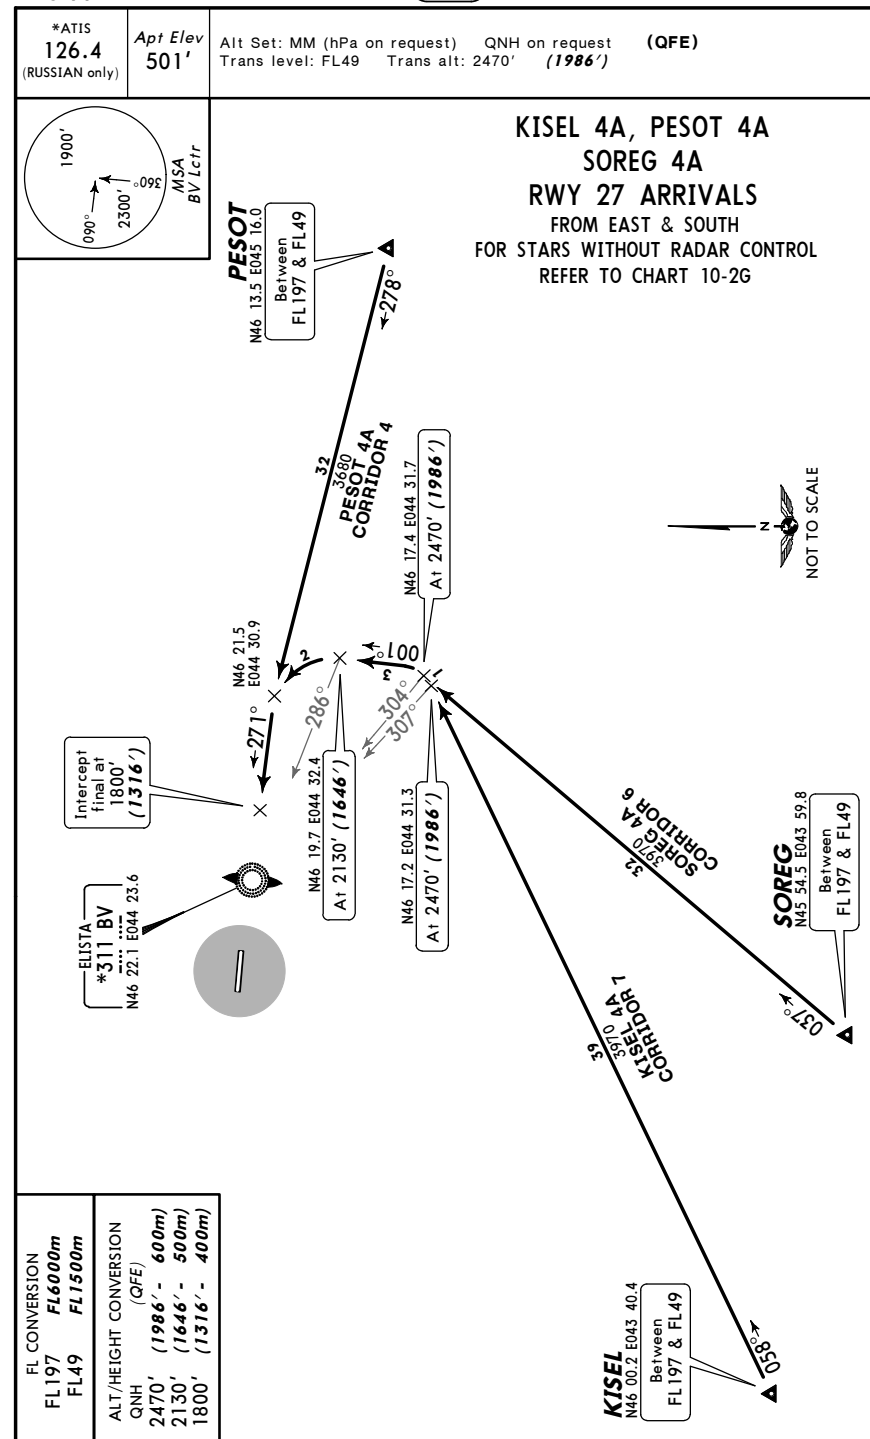 *ATIS
126.4
(RUSSIAN only)
Apt Elev
501'
Alt Set: MM (hPa on request) QNH on request (QFE)
Trans level: FL49 Trans alt: 2470' (1986')
1900'
2300'
090°
360°
MSA
BV Lctr
KISEL 4A, PESOT 4A
SOREG 4A
RWY 27 ARRIVALS
FROM EAST & SOUTH
FOR STARS WITHOUT RADAR CONTROL
REFER TO CHART 10-2G
PESOT
N46 13.5 E045 16.0
Between
FL197 & FL49
278°
32
3680
PESOT 4A
CORRIDOR 4
N46 17.4 E044 31.7
At 2470' (1986')
N
NOT TO SCALE
N46 21.5
E044 30.9
2
001°
3
1
286°
304°
307°
271°
Intercept
final at
1800'
(1316')
N46 19.7 E044 32.4
At 2130' (1646')
N46 17.2 E044 31.3
At 2470' (1986')
ELISTA
*311 BV
N46 22.1 E044 23.6
32
3970
SOREG 4A
CORRIDOR 6
SOREG
N45 54.5 E043 59.8
Between
FL197 & FL49
037°
39
3970
KISEL 4A
CORRIDOR 7
KISEL
N46 00.2 E043 40.4
Between
FL197 & FL49
058°
FL CONVERSION
FL197 FL6000m
FL49 FL1500m
ALT/HEIGHT CONVERSION
QNH (QFE)
2470' (1986' - 600m)
2130' (1646' - 500m)
1800' (1316' - 400m)